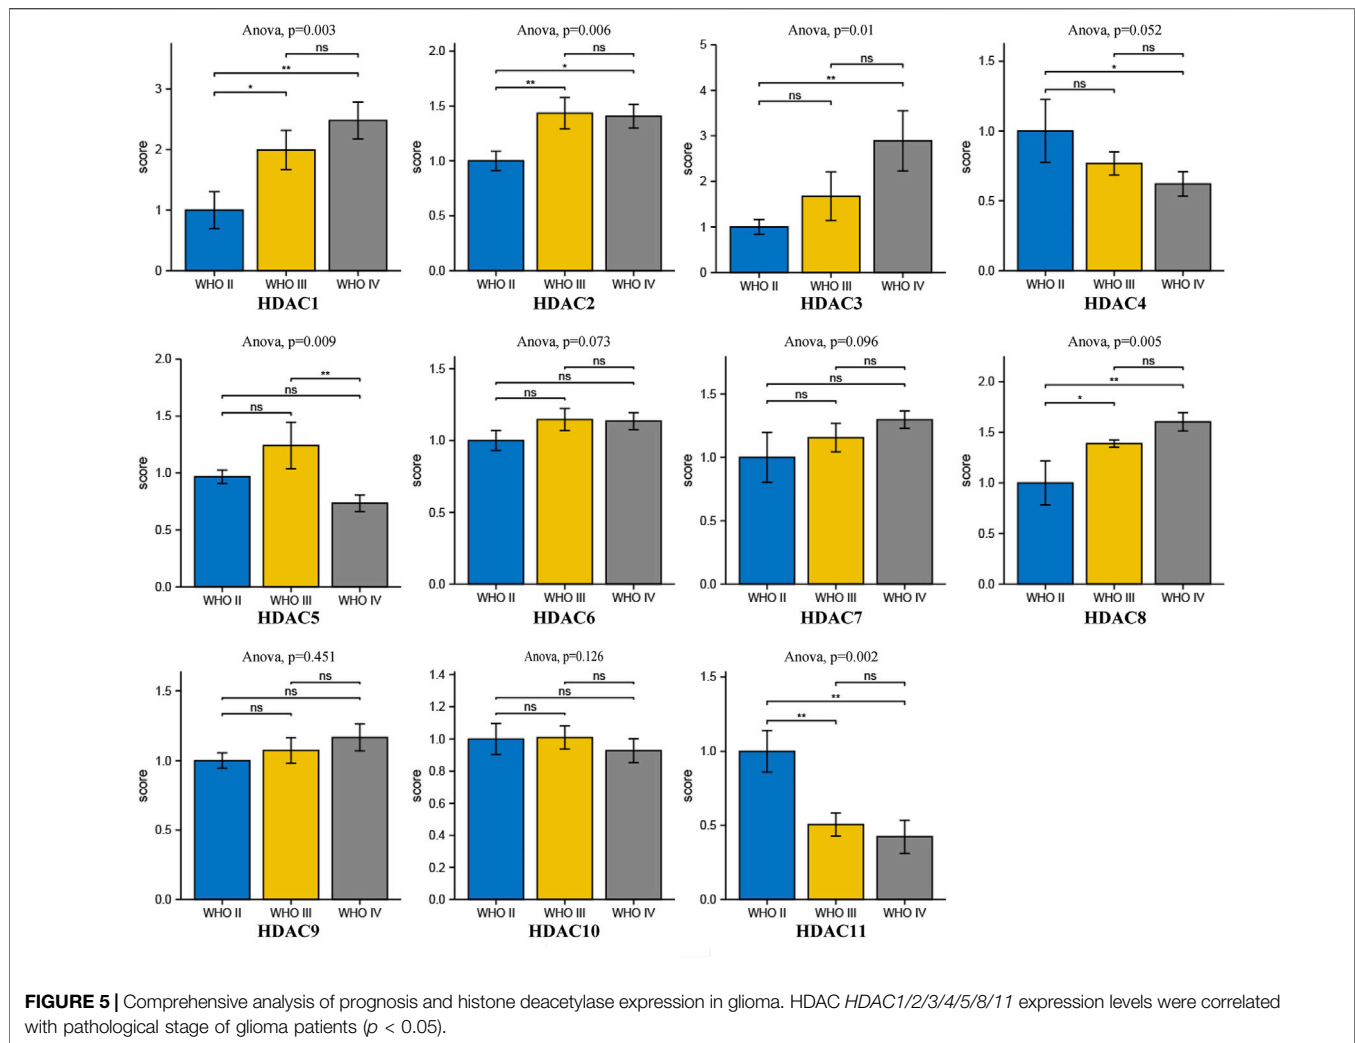 Anova, p=0.003
ns
**
*
score
3
2
1
0
WHO II WHO III WHO IV
HDAC1
Anova, p=0.006
ns
*
**
score
2.0
1.5
1.0
0.5
0.0
WHO II WHO III WHO IV
HDAC2
Anova, p=0.01
ns
**
ns
score
5
4
3
2
1
0
WHO II WHO III WHO IV
HDAC3
Anova, p=0.052
ns
*
ns
score
1.5
1.0
0.5
0.0
WHO II WHO III WHO IV
HDAC4
Anova, p=0.009
**
ns
ns
score
2.0
1.5
1.0
0.5
0.0
WHO II WHO III WHO IV
HDAC5
Anova, p=0.073
ns
ns
ns
score
1.5
1.0
0.5
0.0
WHO II WHO III WHO IV
HDAC6
Anova, p=0.096
ns
ns
ns
score
1.5
1.0
0.5
0.0
WHO II WHO III WHO IV
HDAC7
Anova, p=0.005
ns
**
*
score
2.0
1.5
1.0
0.5
0.0
WHO II WHO III WHO IV
HDAC8
Anova, p=0.451
ns
ns
ns
score
1.5
1.0
0.5
0.0
WHO II WHO III WHO IV
HDAC9
Anova, p=0.126
ns
ns
ns
score
1.4
1.2
1.0
0.8
0.6
0.4
0.2
0.0
WHO II WHO III WHO IV
HDAC10
Anova, p=0.002
ns
**
**
score
1.5
1.0
0.5
0.0
WHO II WHO III WHO IV
HDAC11
FIGURE 5 | Comprehensive analysis of prognosis and histone deacetylase expression in glioma. HDAC HDAC1/2/3/4/5/8/11 expression levels were correlated
with pathological stage of glioma patients (p < 0.05).